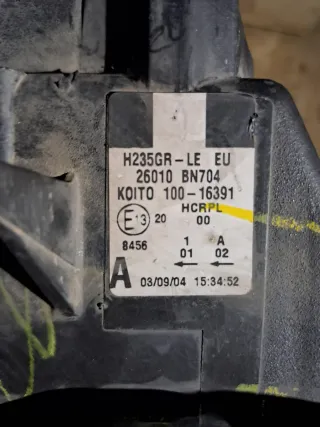 H235GR-LE EU
26010 BN704
KOITO 100-16391
E13 20 HCRPL
00
8456 1 A
01 02
← ←
A 03/09/04 15:34:52